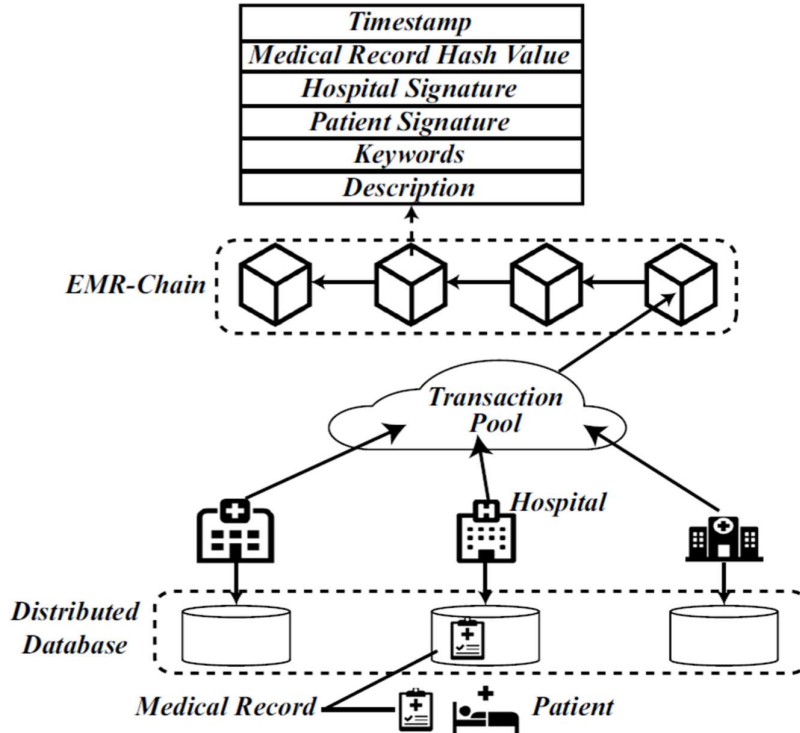 Timestamp
Medical Record Hash Value
Hospital Signature
Patient Signature
Keywords
Description
EMR-Chain
Transaction
Pool
H
Hospital
Distributed
Database
Medical Record
Patient